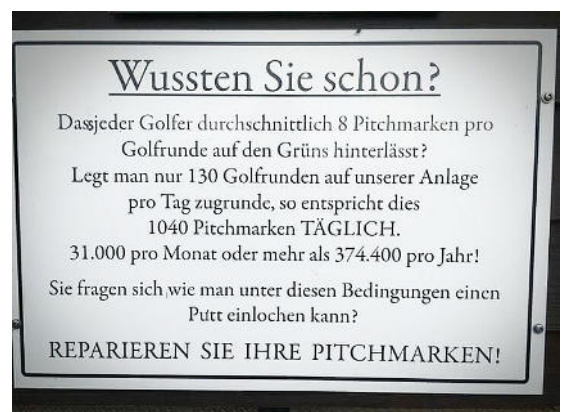 Wussten Sie schon?
Dassjeder Golfer durchschnittlich 8 Pitchmarken pro
Golfrunde auf den Grüns hinterlässt?
Legt man nur 130 Golfrunden auf unserer Anlage
pro Tag zugrunde, so entspricht dies
1040 Pitchmarken TÄGLICH.
31.000 pro Monat oder mehr als 374.400 pro Jahr!
Sie fragen sich wie man unter diesen Bedingungen einen
Putt einlochen kann?
REPARIEREN SIE IHRE PITCHMARKEN!